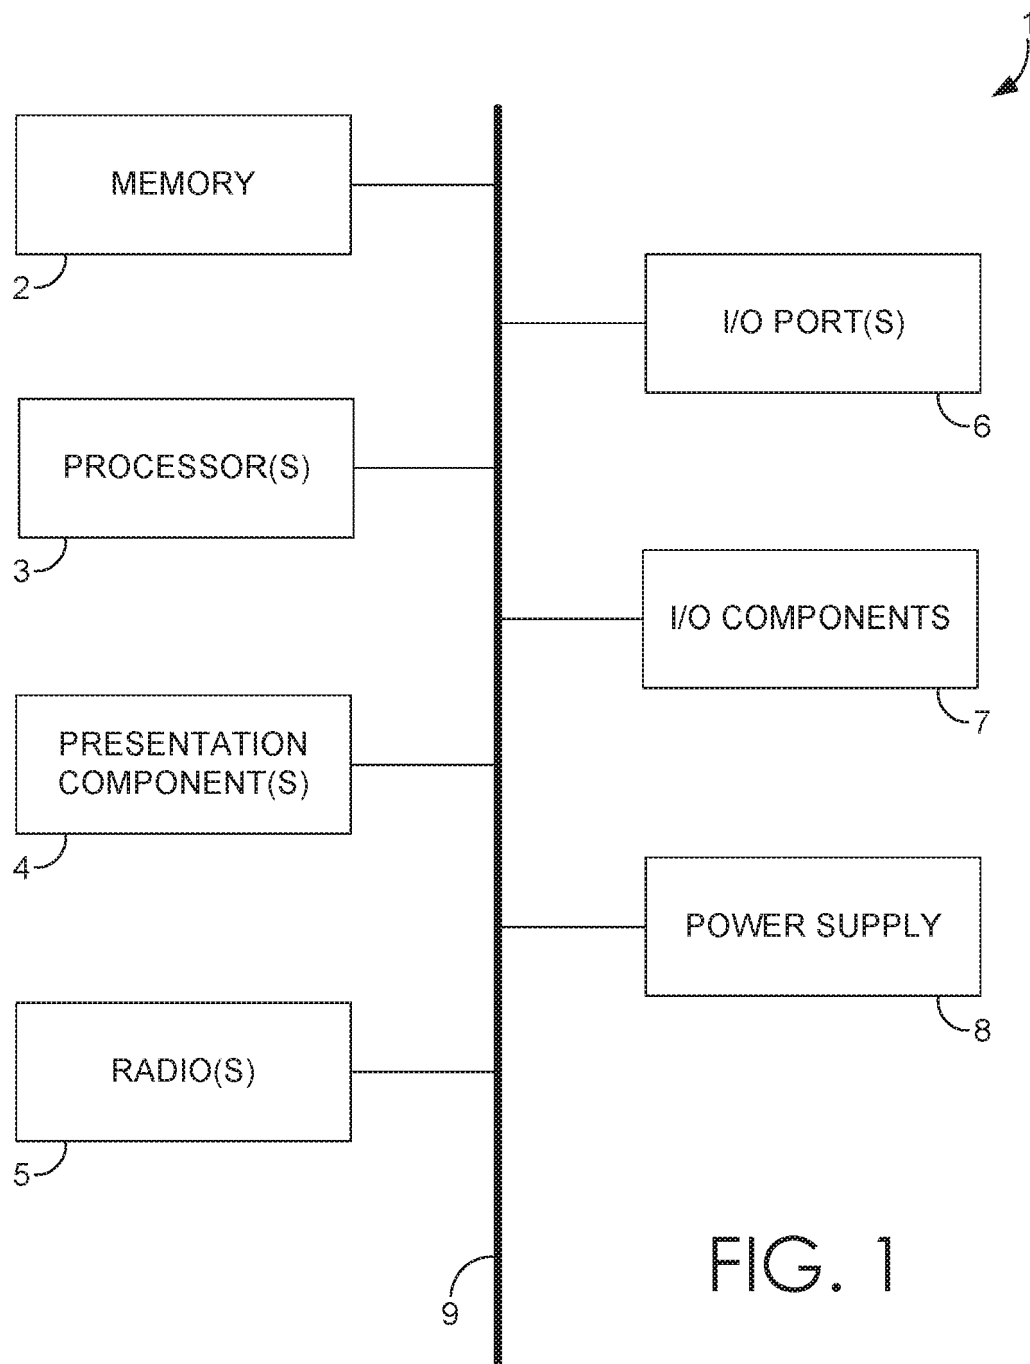 1
MEMORY
2
I/O PORT(S)
6
PROCESSOR(S)
3
I/O COMPONENTS
7
PRESENTATION
COMPONENT(S)
4
POWER SUPPLY
8
RADIO(S)
5
9
FIG. 1